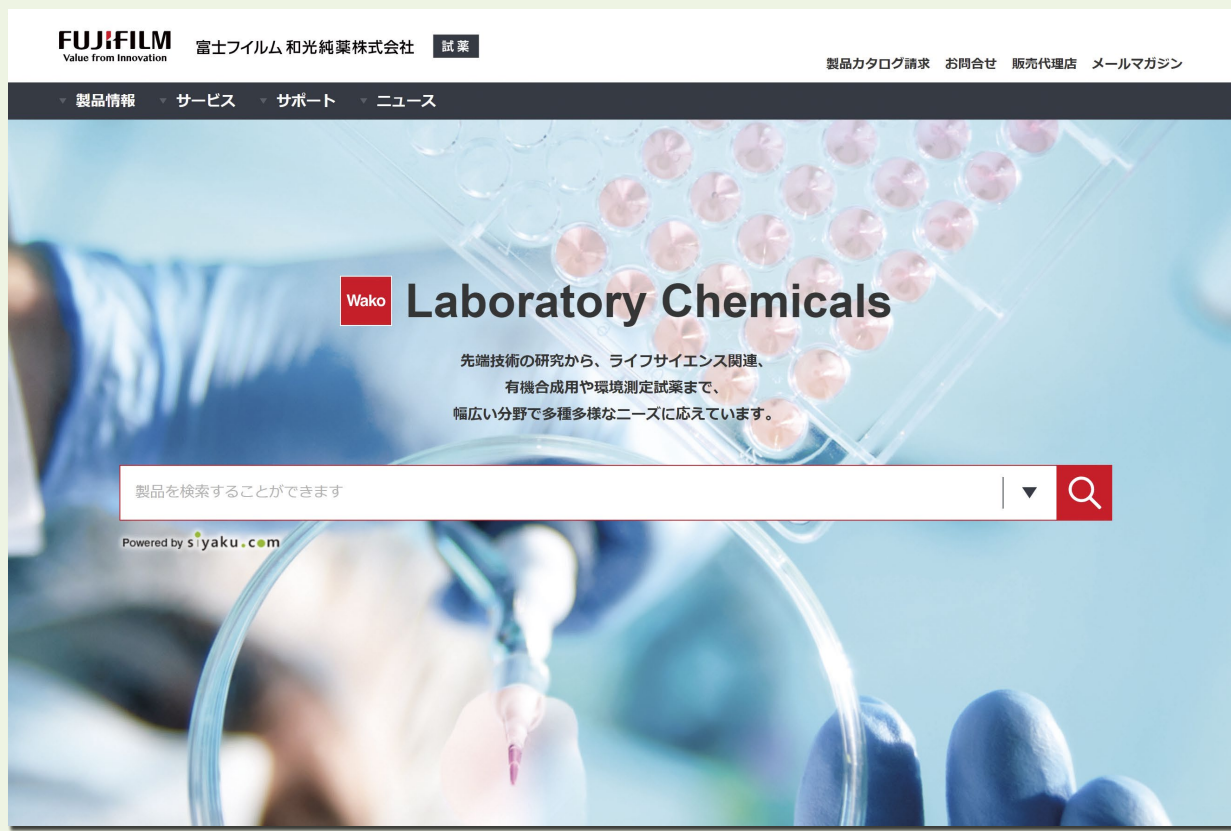 FUJIFILM
Value from Innovation
富士フイルム 和光純薬株式会社
試薬
製品カタログ請求 お問合せ 販売代理店 メールマガジン
製品情報 サービス サポート ニュース
Wako Laboratory Chemicals
先端技術の研究から、ライフサイエンス関連、
有機合成用や環境測定試薬まで、
幅広い分野で多種多様なニーズに応えています。
製品を検索することができます
Powered by siyaku.com